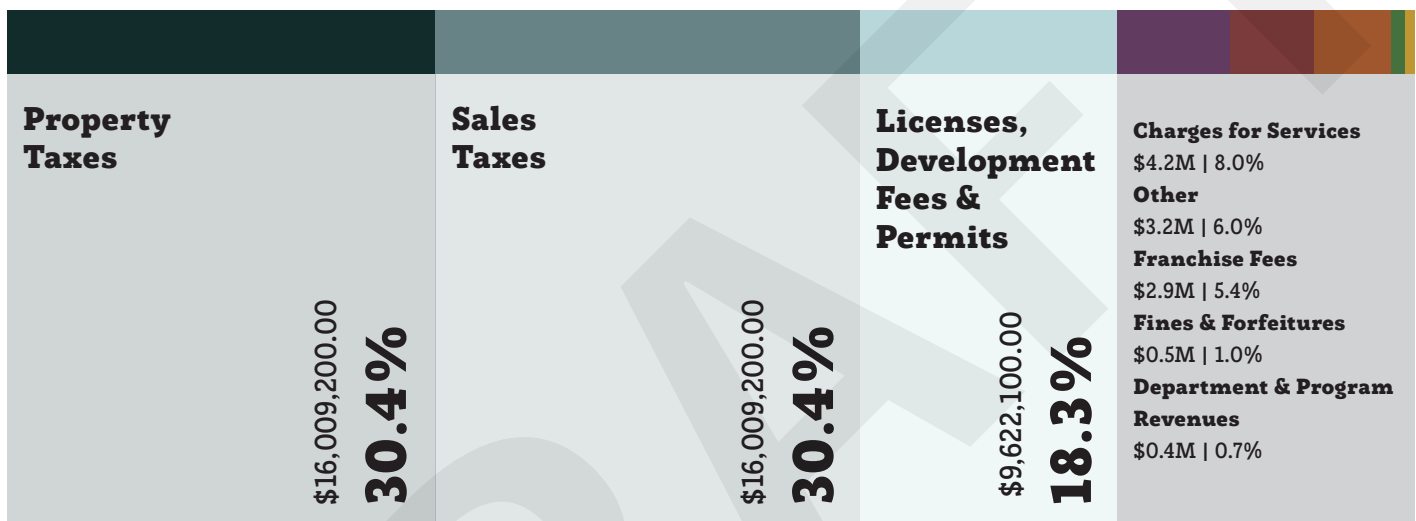 Property
Taxes
$16,009,200.00
30.4%
Sales
Taxes
$16,009,200.00
30.4%
Licenses,
Development
Fees &
Permits
$9,622,100.00
18.3%
Charges for Services
$4.2M | 8.0%
Other
$3.2M | 6.0%
Franchise Fees
$2.9M | 5.4%
Fines & Forfeitures
$0.5M | 1.0%
Department & Program
Revenues
$0.4M | 0.7%